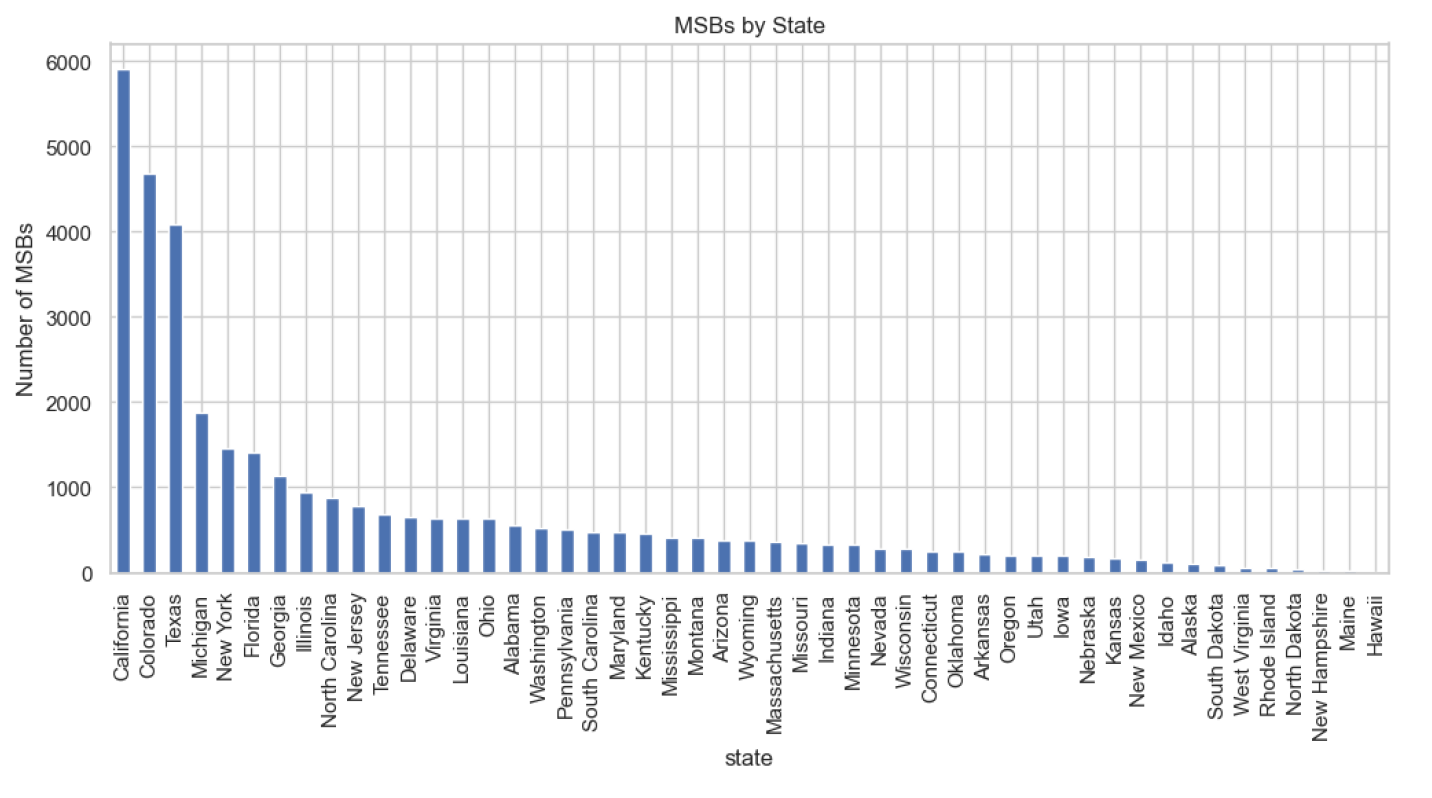 MSBs by State
Number of MSBs
6000
5000
4000
3000
2000
1000
0
California
Colorado
Texas
Michigan
New York
Florida
Georgia
Illinois
North Carolina
New Jersey
Tennessee
Delaware
Virginia
Louisiana
Ohio
Alabama
Washington
Pennsylvania
South Carolina
Maryland
Kentucky
Mississippi
Montana
Arizona
Wyoming
Massachusetts
Missouri
Indiana
Minnesota
Nevada
Wisconsin
Connecticut
Oklahoma
Arkansas
Oregon
Utah
Iowa
Nebraska
Kansas
New Mexico
Idaho
Alaska
South Dakota
West Virginia
Rhode Island
North Dakota
New Hampshire
Maine
Hawaii
state